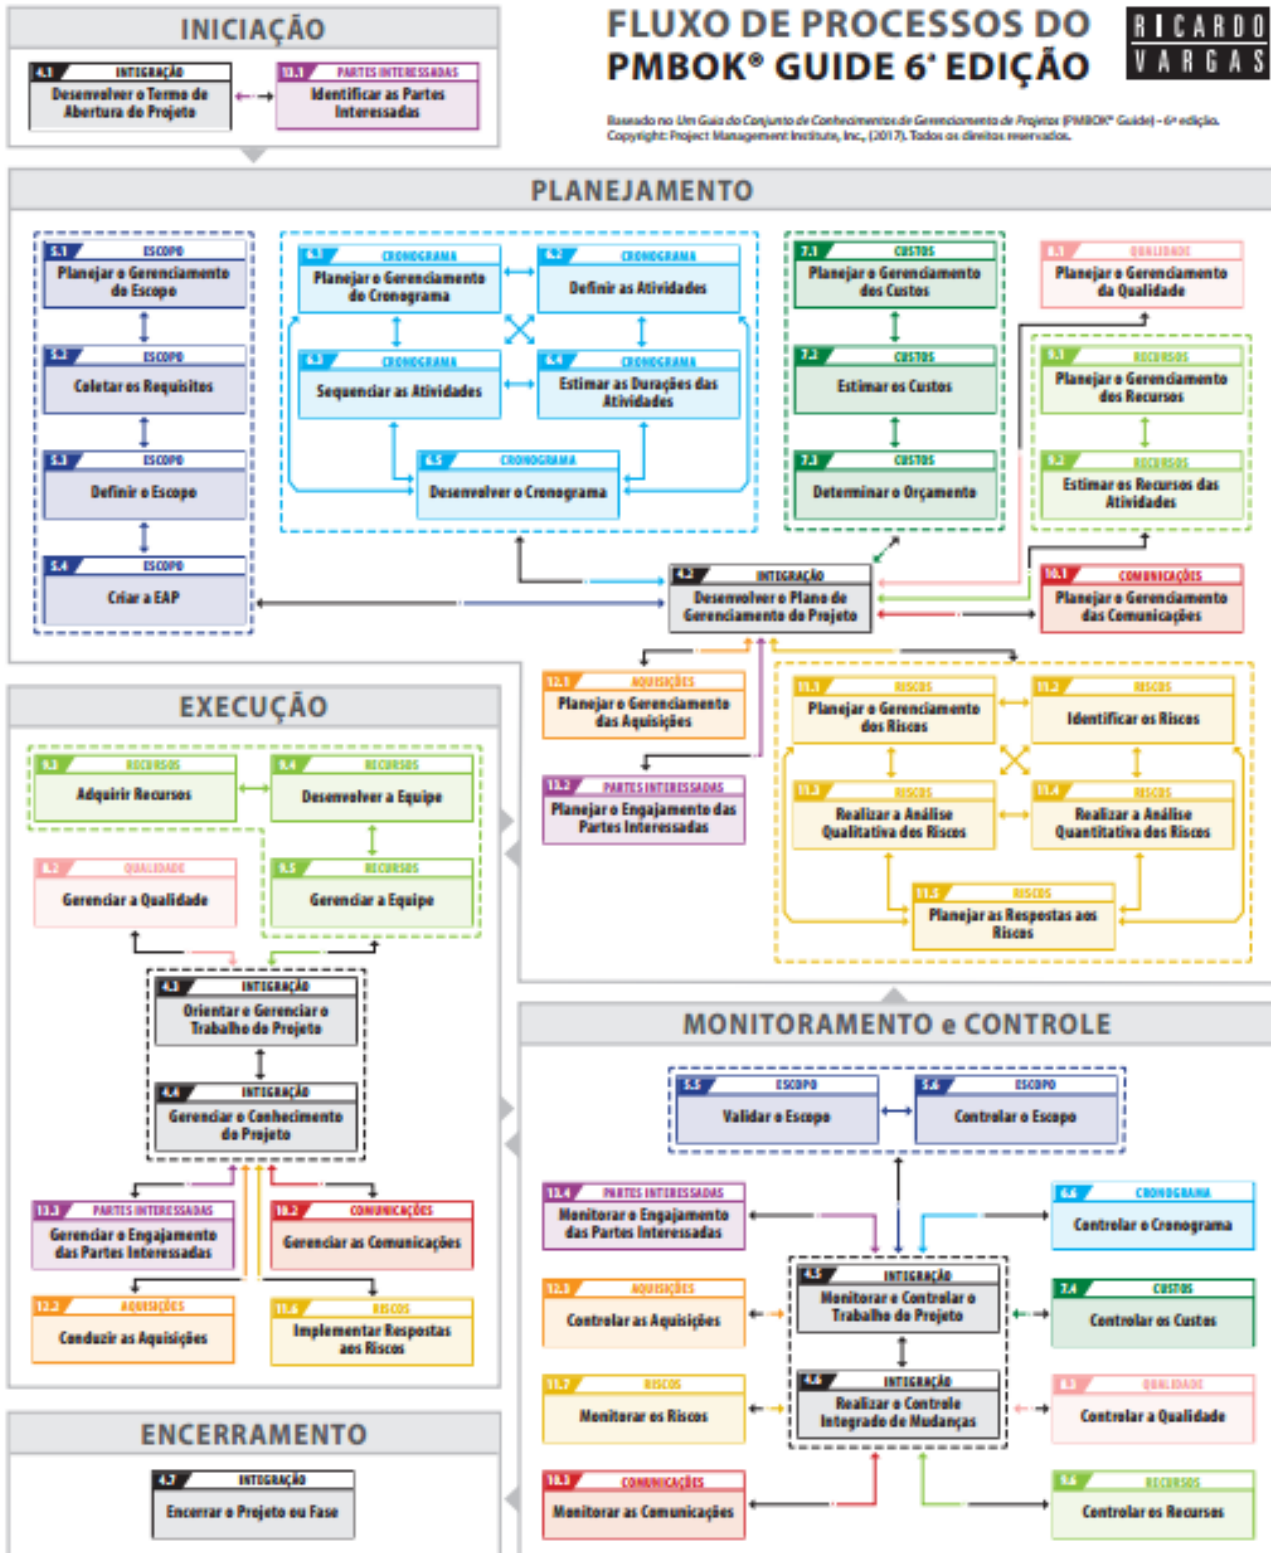 INICIAÇÃO
4.1 INTEGRAÇÃO
Desenvolver o Termo de
Abertura do Projeto
13.1 PARTES INTERESSADAS
Identificar as Partes
Interessadas
FLUXO DE PROCESSOS DO
PMBOK® GUIDE 6ª EDIÇÃO
RICARDO
VARGAS
Baseado no Um Guia do Conjunto de Conhecimentos de Gerenciamento de Projetos (PMBOK® Guide) – 6ª edição.
Copyright: Project Management Institute, Inc., (2017). Todos os direitos reservados.
PLANEJAMENTO
5.1 ESCOPO
Planejar o Gerenciamento
do Escopo
5.2 ESCOPO
Coletar os Requisitos
5.3 ESCOPO
Definir o Escopo
5.4 ESCOPO
Criar a EAP
6.1 CRONOGRAMA
Planejar o Gerenciamento
do Cronograma
6.2 CRONOGRAMA
Definir as Atividades
6.3 CRONOGRAMA
Sequenciar as Atividades
6.4 CRONOGRAMA
Estimar as Durações das
Atividades
6.5 CRONOGRAMA
Desenvolver o Cronograma
7.1 CUSTOS
Planejar o Gerenciamento
dos Custos
7.2 CUSTOS
Estimar os Custos
7.3 CUSTOS
Determinar o Orçamento
8.1 QUALIDADE
Planejar o Gerenciamento
da Qualidade
9.1 RECURSOS
Planejar o Gerenciamento
dos Recursos
9.2 RECURSOS
Estimar os Recursos das
Atividades
4.2 INTEGRAÇÃO
Desenvolver o Plano de
Gerenciamento do Projeto
10.1 COMUNICAÇÕES
Planejar o Gerenciamento
das Comunicações
12.1 AQUISIÇÕES
Planejar o Gerenciamento
das Aquisições
13.2 PARTES INTERESSADAS
Planejar o Engajamento das
Partes Interessadas
11.1 RISCOS
Planejar o Gerenciamento
dos Riscos
11.2 RISCOS
Identificar os Riscos
11.3 RISCOS
Realizar a Análise
Qualitativa dos Riscos
11.4 RISCOS
Realizar a Análise
Quantitativa dos Riscos
11.5 RISCOS
Planejar as Respostas aos
Riscos
EXECUÇÃO
9.3 RECURSOS
Adquirir Recursos
9.4 RECURSOS
Desenvolver a Equipe
8.2 QUALIDADE
Gerenciar a Qualidade
9.5 RECURSOS
Gerenciar a Equipe
4.3 INTEGRAÇÃO
Orientar e Gerenciar o
Trabalho do Projeto
4.4 INTEGRAÇÃO
Gerenciar o Conhecimento
do Projeto
13.3 PARTES INTERESSADAS
Gerenciar o Engajamento
das Partes Interessadas
10.2 COMUNICAÇÕES
Gerenciar as Comunicações
12.2 AQUISIÇÕES
Conduzir as Aquisições
11.6 RISCOS
Implementar Respostas
aos Riscos
MONITORAMENTO e CONTROLE
5.5 ESCOPO
Validar o Escopo
5.6 ESCOPO
Controlar o Escopo
13.4 PARTES INTERESSADAS
Monitorar o Engajamento
das Partes Interessadas
6.6 CRONOGRAMA
Controlar o Cronograma
4.5 INTEGRAÇÃO
Monitorar e Controlar o
Trabalho do Projeto
12.3 AQUISIÇÕES
Controlar as Aquisições
7.4 CUSTOS
Controlar os Custos
4.6 INTEGRAÇÃO
Realizar o Controle
Integrado de Mudanças
11.7 RISCOS
Monitorar os Riscos
8.3 QUALIDADE
Controlar a Qualidade
10.3 COMUNICAÇÕES
Monitorar as Comunicações
9.6 RECURSOS
Controlar os Recursos
ENCERRAMENTO
4.7 INTEGRAÇÃO
Encerrar o Projeto ou Fase